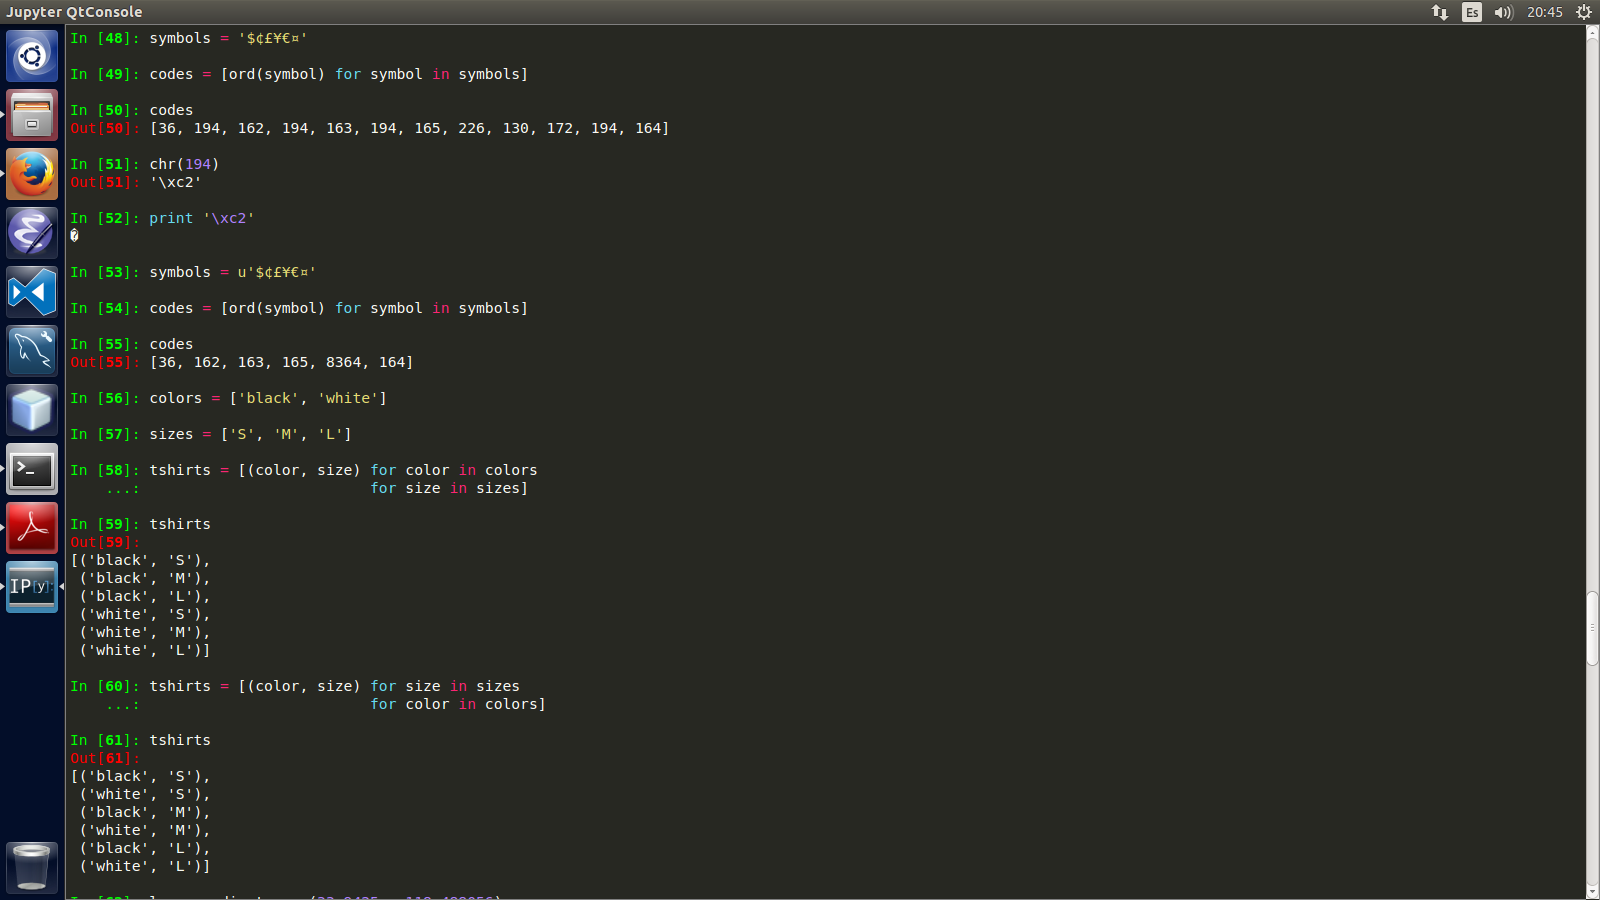 Jupyter QtConsole
Es
20:45
In [48]: symbols = '$¢£¥€¤'
In [49]: codes = [ord(symbol) for symbol in symbols]
In [50]: codes
Out[50]: [36, 194, 162, 194, 163, 194, 165, 226, 130, 172, 194, 164]
In [51]: chr(194)
Out[51]: '\xc2'
In [52]: print '\xc2'
�
In [53]: symbols = u'$¢£¥€¤'
In [54]: codes = [ord(symbol) for symbol in symbols]
In [55]: codes
Out[55]: [36, 162, 163, 165, 8364, 164]
In [56]: colors = ['black', 'white']
In [57]: sizes = ['S', 'M', 'L']
In [58]: tshirts = [(color, size) for color in colors
...: for size in sizes]
In [59]: tshirts
Out[59]:
[('black', 'S'),
('black', 'M'),
('black', 'L'),
('white', 'S'),
('white', 'M'),
('white', 'L')]
In [60]: tshirts = [(color, size) for size in sizes
...: for color in colors]
In [61]: tshirts
Out[61]:
[('black', 'S'),
('white', 'S'),
('black', 'M'),
('white', 'M'),
('black', 'L'),
('white', 'L')]
IP[y]: